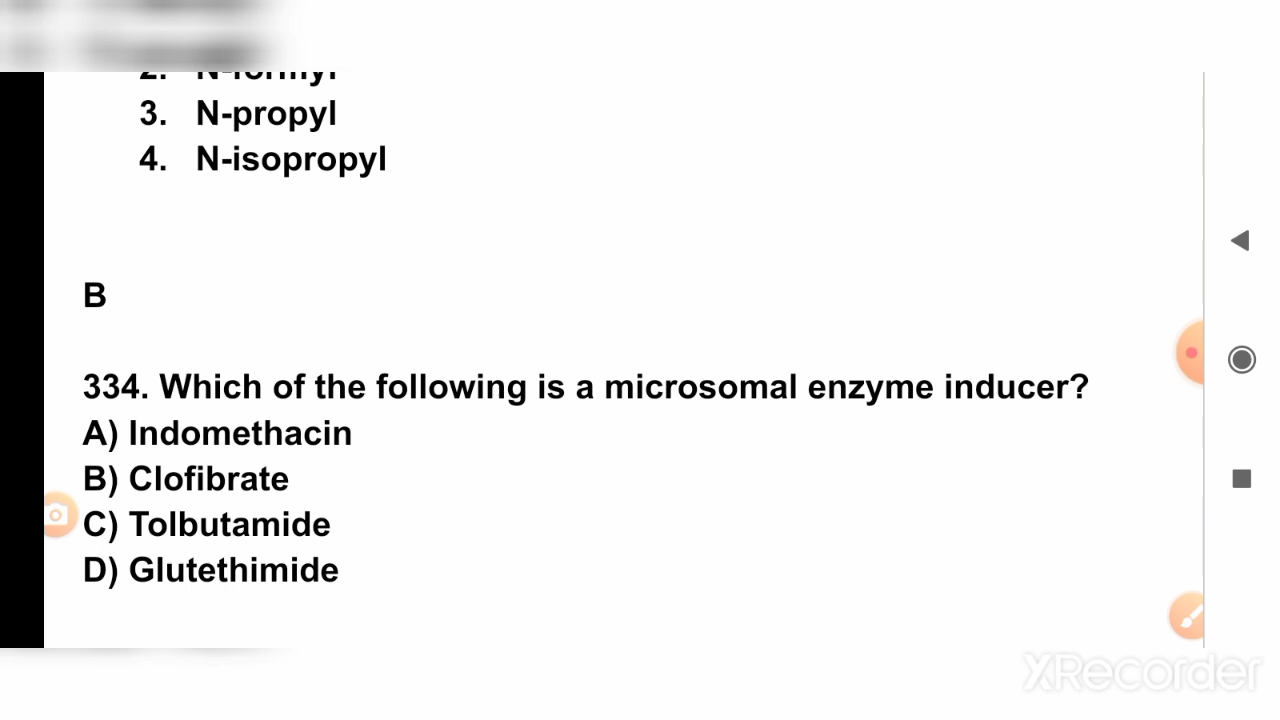 3. N-propyl
4. N-isopropyl
B
334. Which of the following is a microsomal enzyme inducer?
A) Indomethacin
B) Clofibrate
C) Tolbutamide
D) Glutethimide
XRecorder